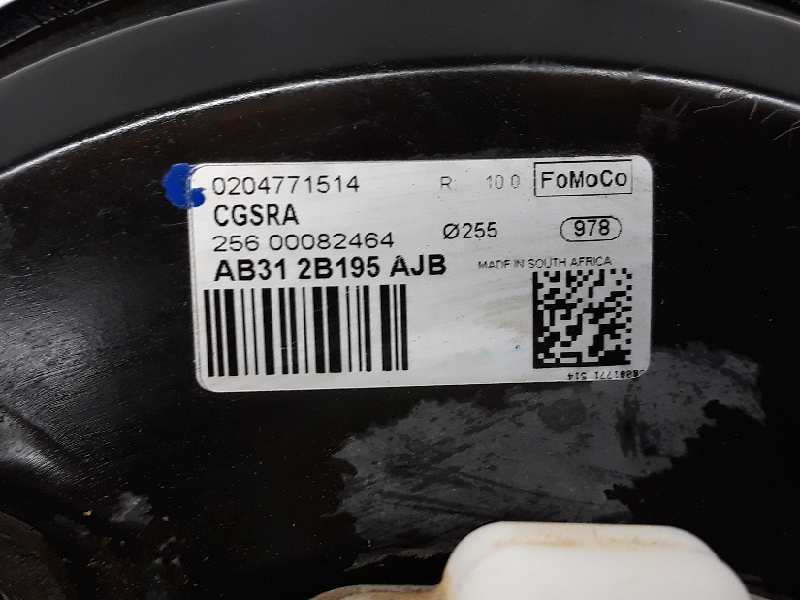 0204771514 R: 10 0 FoMoCo
CGSRA
256 00082464 Ø255 978
AB31 2B195 AJB MADE IN SOUTH AFRICA